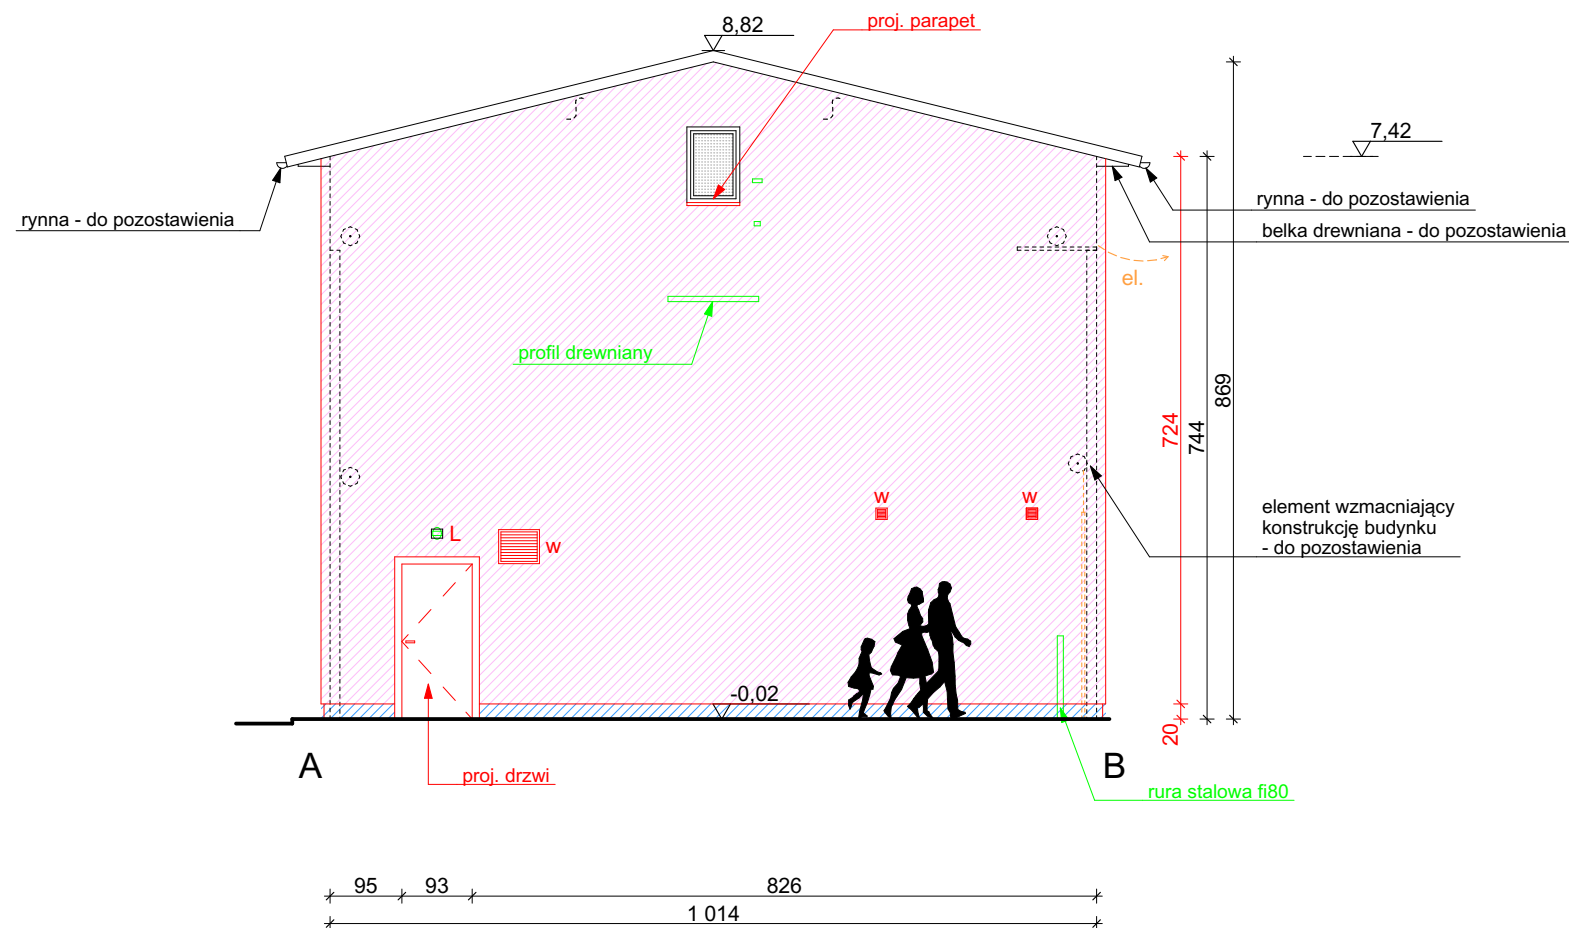 8,82
proj. parapet
7,42
rynna - do pozostawienia
rynna - do pozostawienia
belka drewniana - do pozostawienia
el.
profil drewniany
869
724
744
w
w
L
w
element wzmacniający
konstrukcję budynku
- do pozostawienia
-0,02
20
A
B
proj. drzwi
rura stalowa fi80
95
93
826
1 014